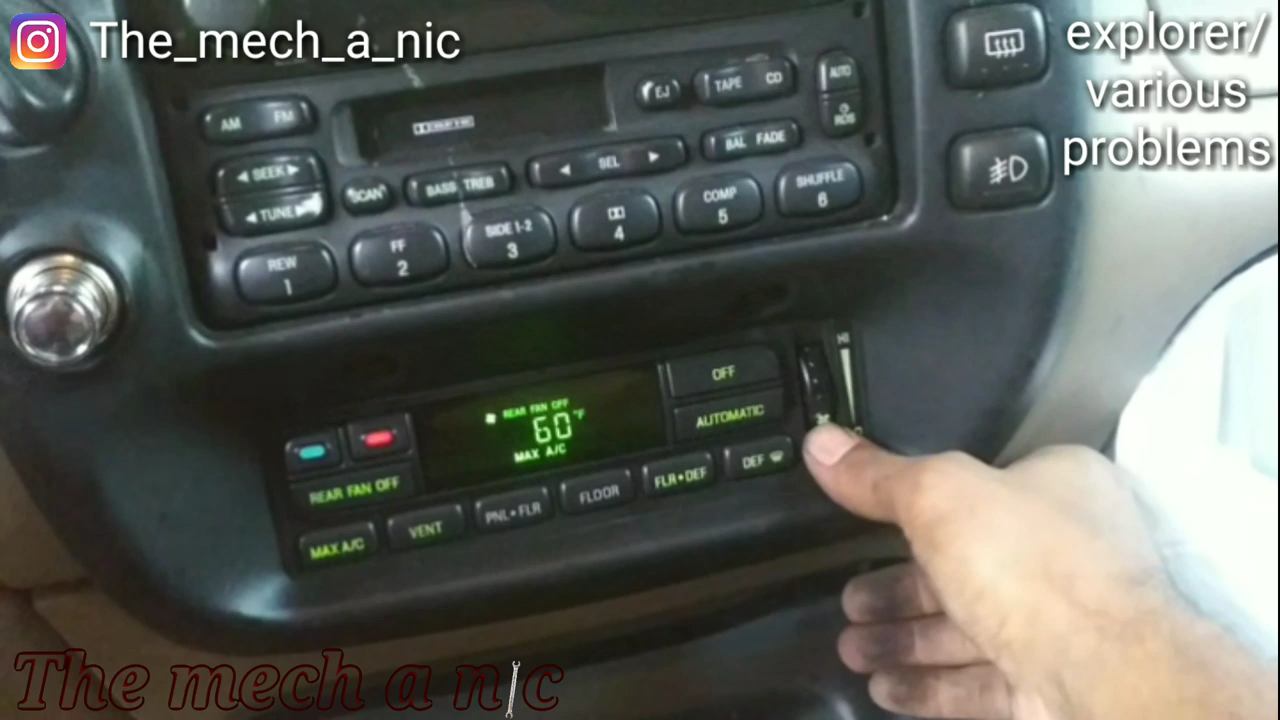 The_mech_a_nic
explorer/
various
problems
AM FM
EJ
TAPE CD
AUTO
RDS
◀ SEEK ▶
SCAN
BASS TREB
◀ SEL ▶
BAL FADE
◀ TUNE ▶
REW
1
FF
2
SIDE 1-2
3
4
COMP
5
SHUFFLE
6
HI
REAR FAN OFF
60°F
MAX A/C
OFF
AUTOMATIC
REAR FAN OFF
MAX A/C
VENT
PNL•FLR
FLOOR
FLR•DEF
DEF
The mech a nic